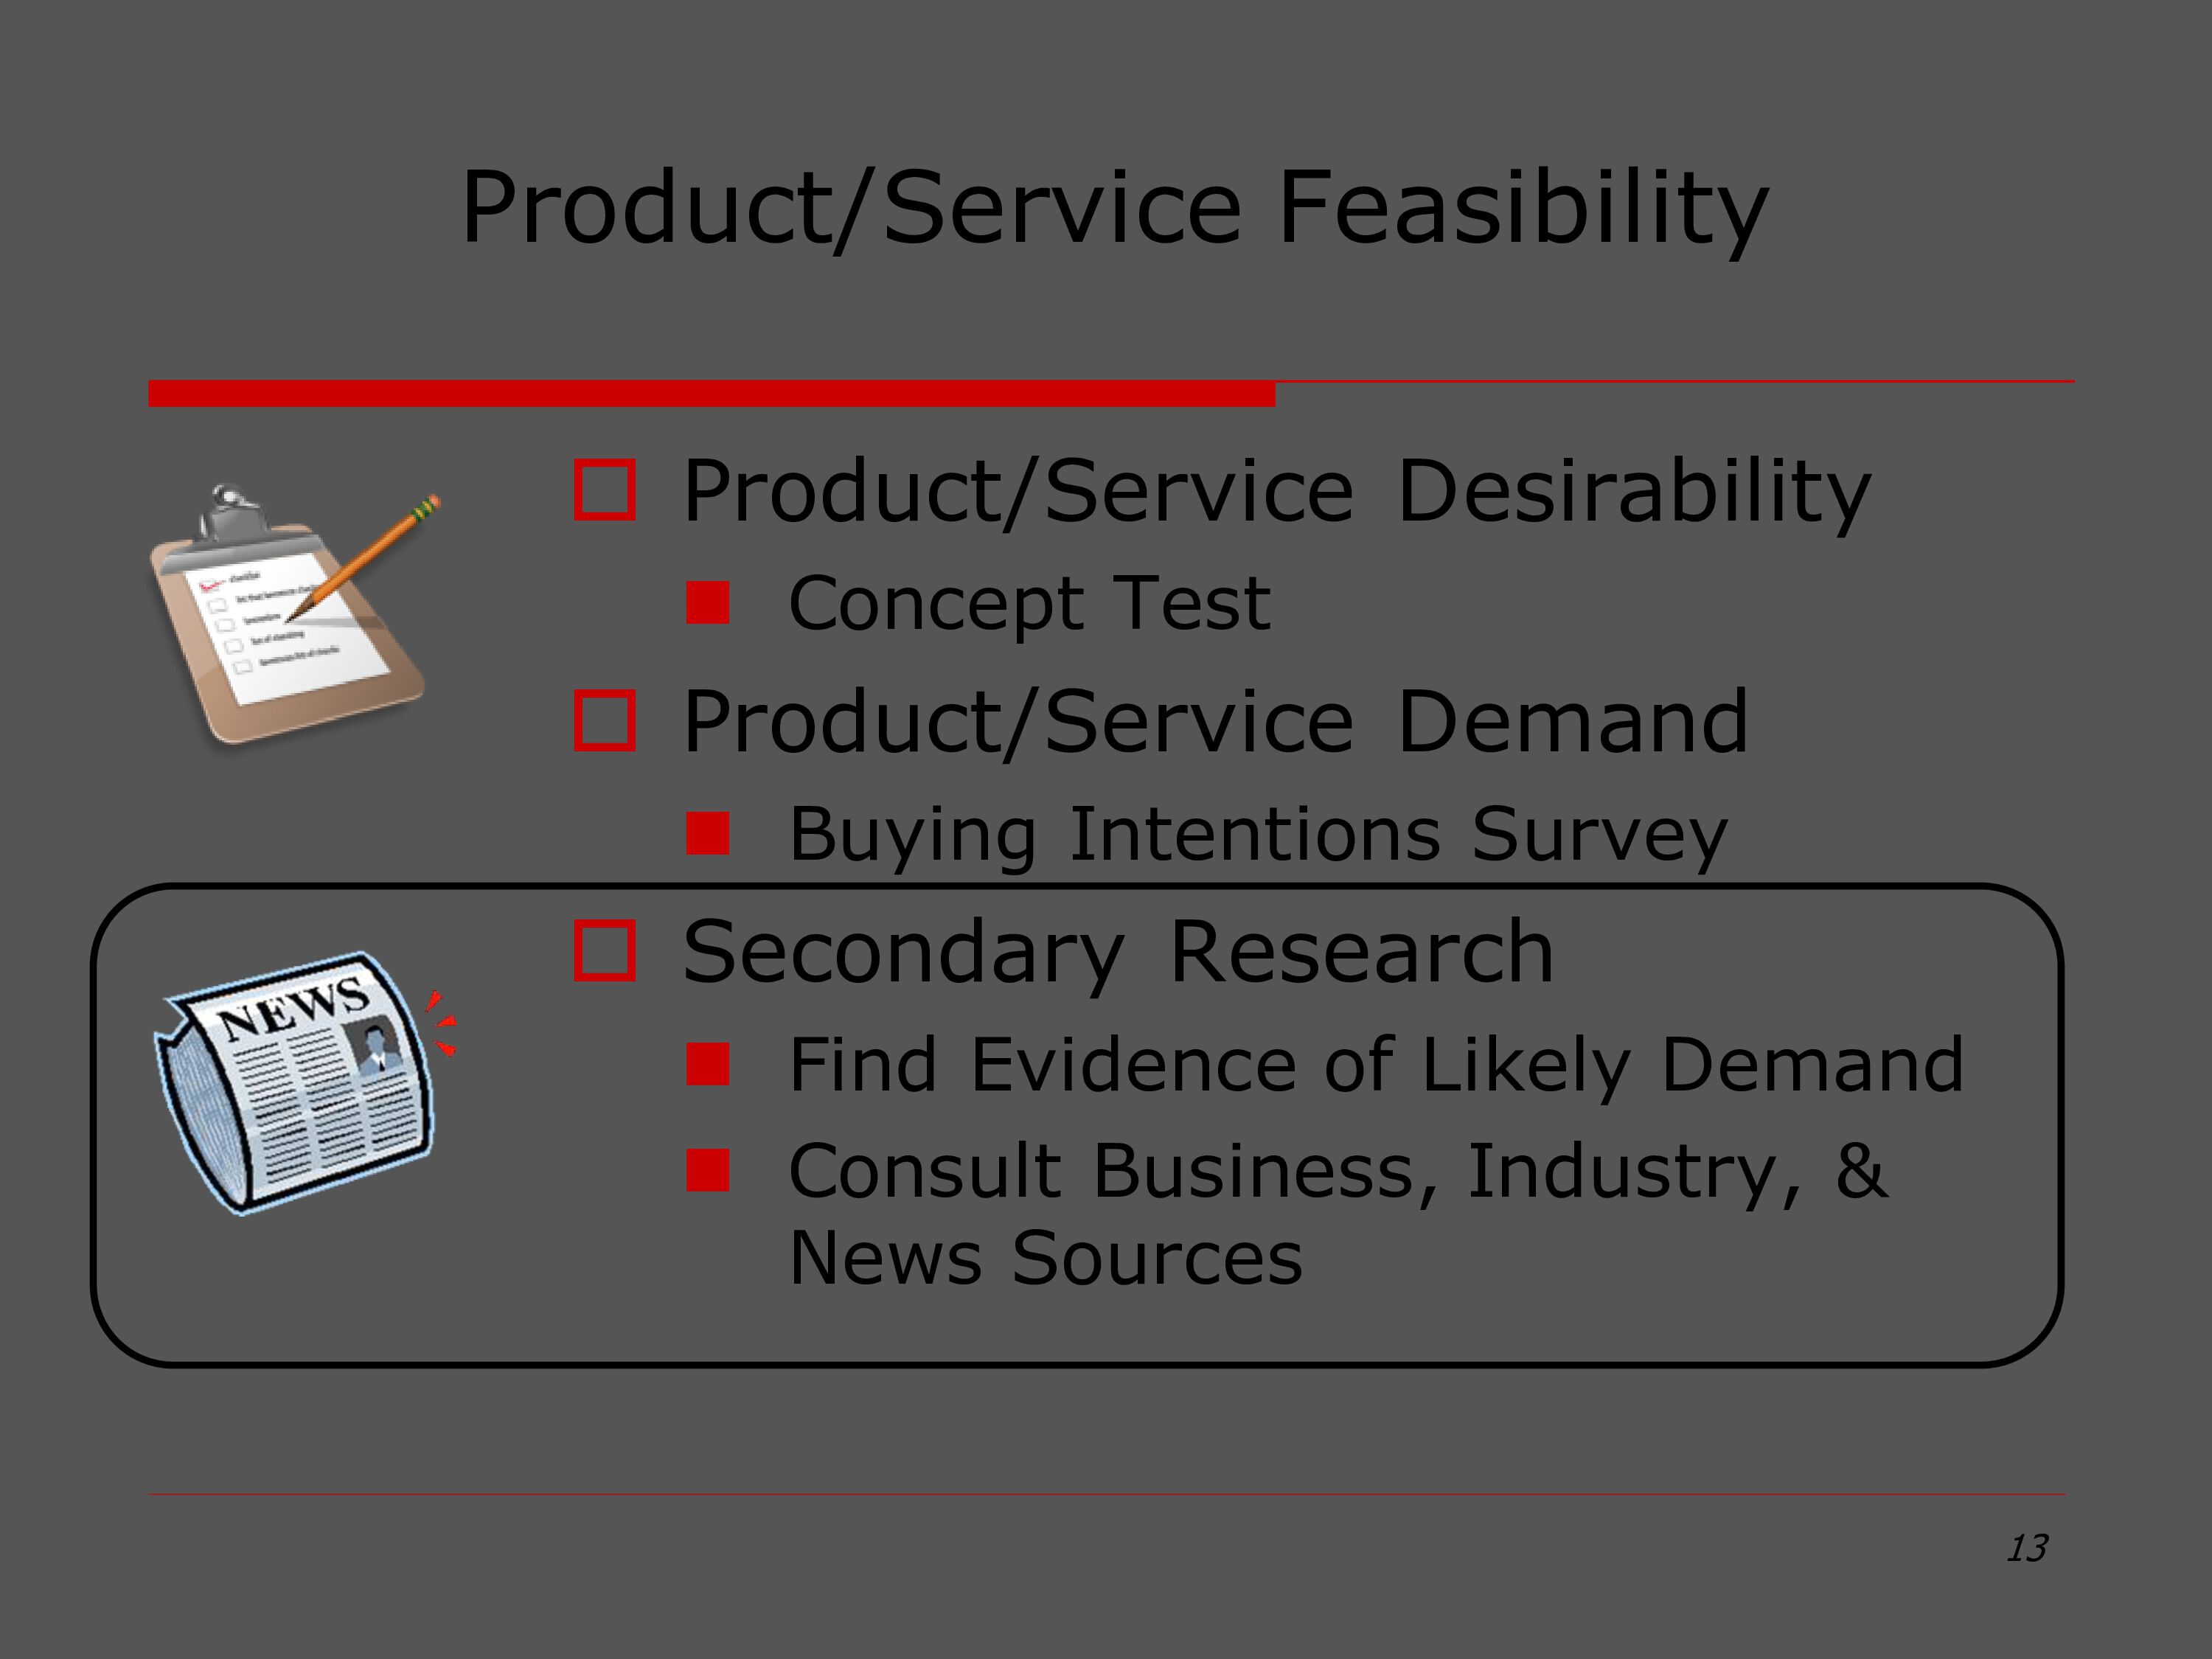 Product/Service Feasibility
Product/Service Desirability
Concept Test
Product/Service Demand
Buying Intentions Survey
Secondary Research
Find Evidence of Likely Demand
Consult Business, Industry, &
News Sources
NEWS
13